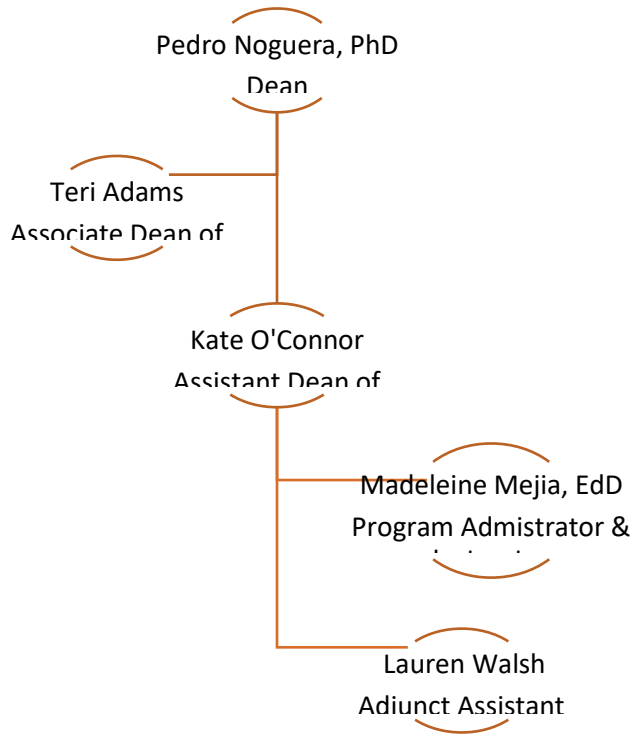 Pedro Noguera, PhD
Dean
Teri Adams
Associate Dean of
Kate O'Connor
Assistant Dean of
Madeleine Mejia, EdD
Program Admistrator &
Lauren Walsh
Adjunct Assistant